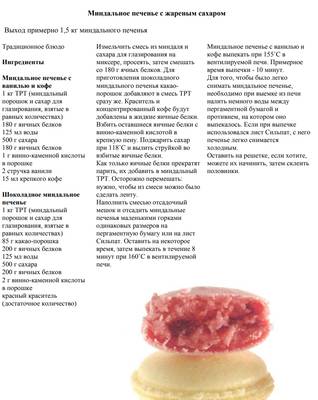 Миндальное печенье с жареным сахаром
Выход примерно 1,5 кг миндального печенья
Традиционное блюдо
Ингредиенты
Миндальное печенье с
ванилью и кофе
1 кг ТРТ (миндальный
порошок и сахар для
глазирования, взятые в
равных количествах)
180 г яичных белков
125 мл воды
500 г сахара
180 г яичных белков
1 г винно-каменной кислоты
в порошке
2 стручка ванили
15 мл крепкого кофе
Шоколадное миндальное
печенье
1 кг ТРТ (миндальный
порошок и сахар для
глазирования, взятые в
равных количествах)
85 г какао-порошка
200 г яичных белков
125 мл воды
500 г сахара
200 г яичных белков
2 г винно-каменной кислоты
в порошке
красный краситель
(достаточное количество)
Измельчить смесь из миндаля и
сахара для глазирования на
миксере, просеять, затем смешать
со 180 г яичных белков. Для
приготовления шоколадного
миндального печенья какао-
порошок добавляют в смесь ТРТ
сразу же. Краситель и
концентрированный кофе будут
добавлены в жидкие яичные белки.
Взбить оставшиеся яичные белки с
винно-каменной кислотой в
крепкую пену. Поджарить сахар
при 118˚С и вылить струйкой во
взбитые яичные белки.
Как только яичные белки прекратят
парить, их добавить в миндальный
ТРТ. Осторожно перемешать:
нужно, чтобы из смеси можно было
сделать ленту.
Наполнить смесью отсадочный
мешок и отсадить миндальные
печенья маленькими горками
одинаковых размеров на
пергаментную бумагу или на лист
Сильпат. Оставить на некоторое
время, затем выпекать в течение 8
минут при 160˚С в вентилируемой
печи.
Миндальное печенье с ванилью и
кофе выпекать при 155˚С в
вентилируемой печи. Примерное
время выпечки - 10 минут.
Для того, чтобы было легко
снимать миндальное печенье,
необходимо при выемке из печи
налить немного воды между
пергаментной бумагой и
противнем, на котором оно
выпекалось. Если при выпечке
использовался лист Сильпат, с него
печенье легко снимается
холодным.
Оставить на решетке, если хотите,
можете их начинить, затем склеить
половинки.